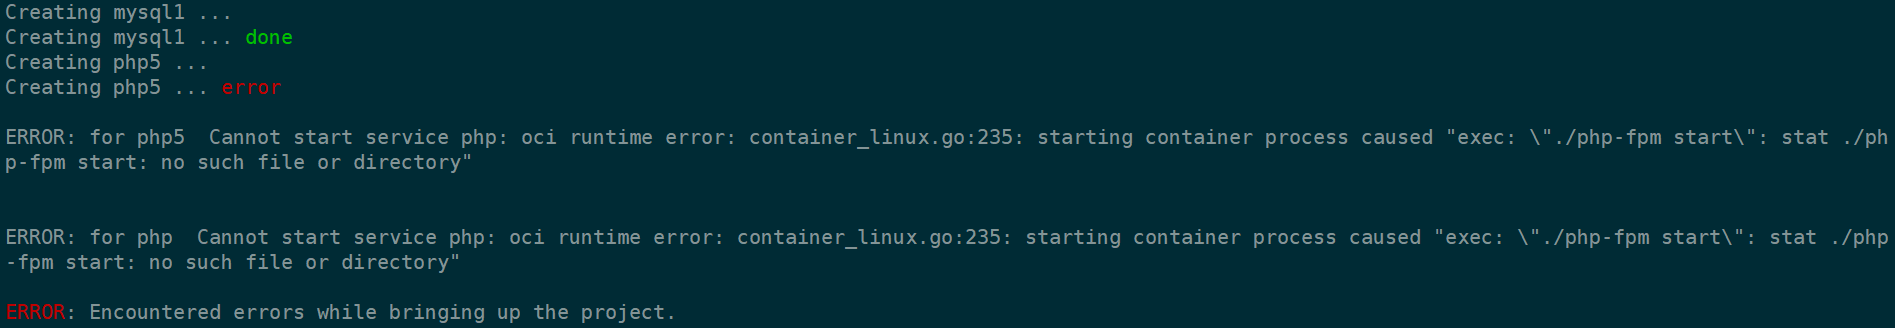 Creating mysql1 ...
Creating mysql1 ... done
Creating php5 ...
Creating php5 ... error
ERROR: for php5  Cannot start service php: oci runtime error: container_linux.go:235: starting container process caused "exec: \"./php-fpm start\": stat ./ph
p-fpm start: no such file or directory"
ERROR: for php  Cannot start service php: oci runtime error: container_linux.go:235: starting container process caused "exec: \"./php-fpm start\": stat ./php
-fpm start: no such file or directory"
ERROR: Encountered errors while bringing up the project.